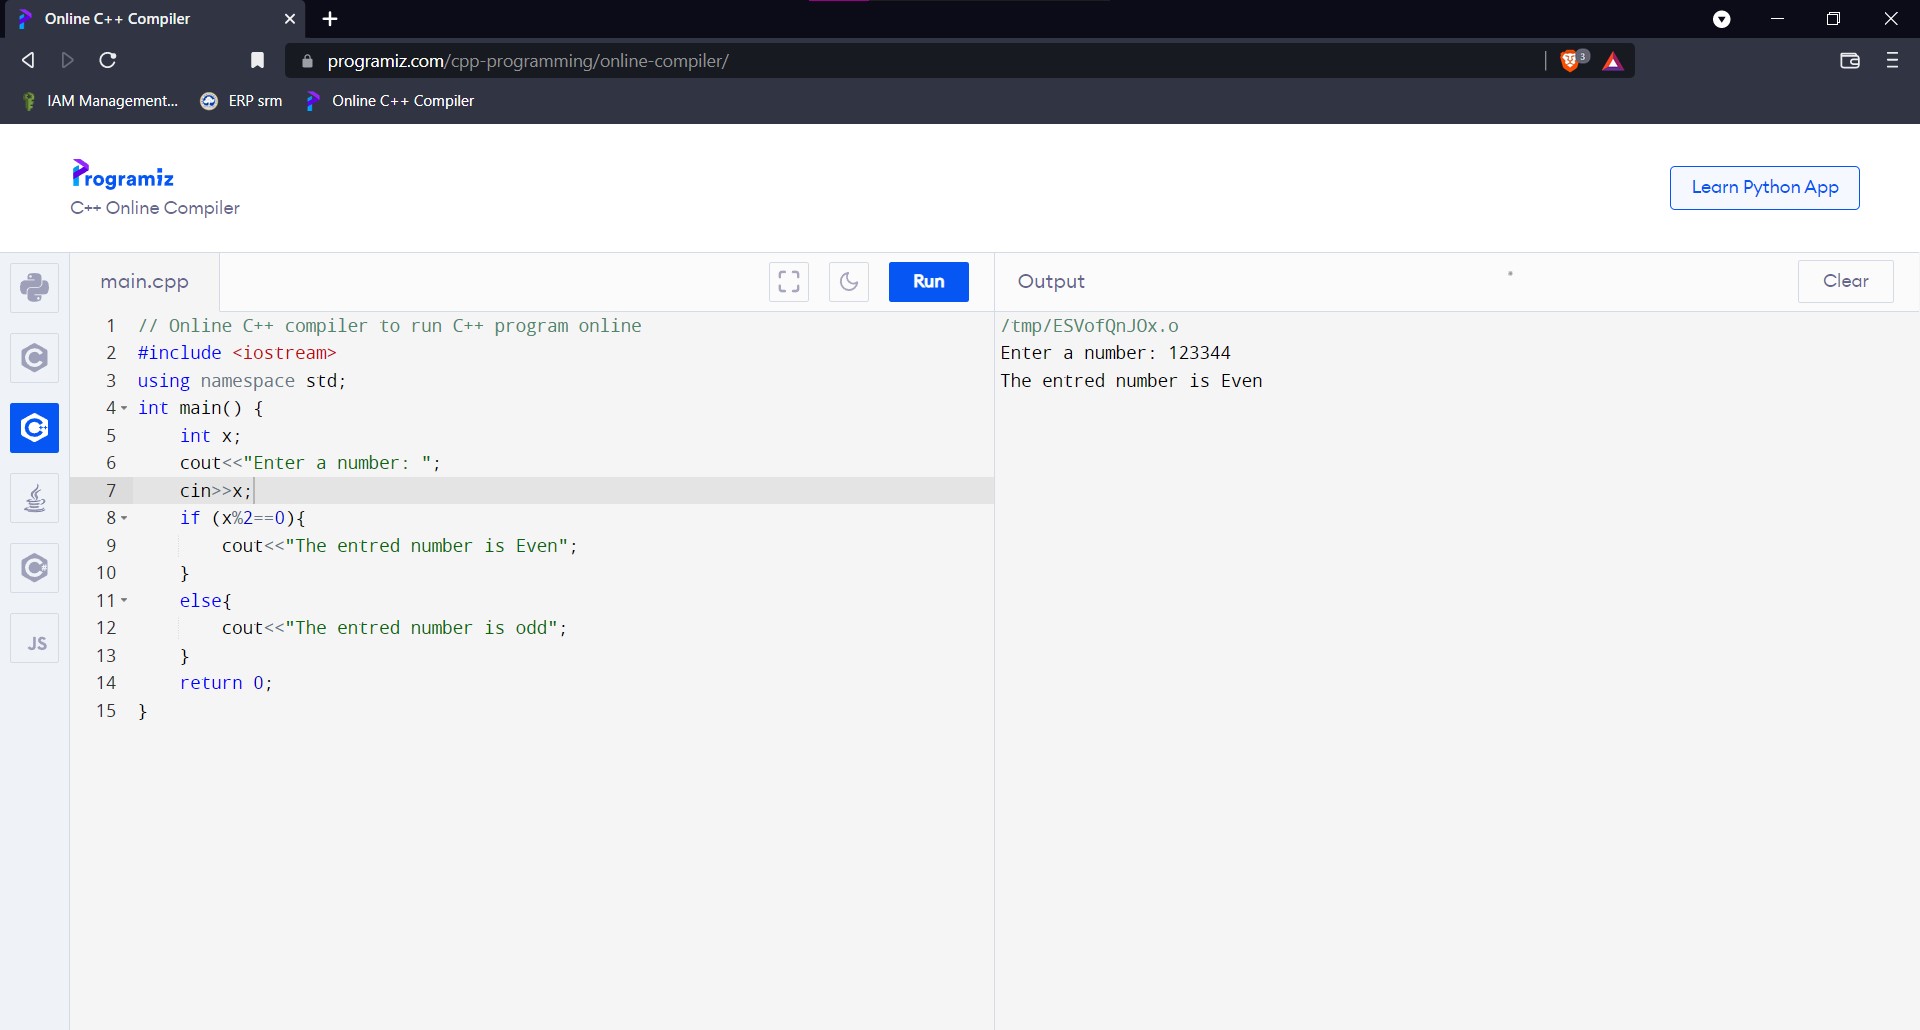 Online C++ Compiler
programiz.com/cpp-programming/online-compiler/
3
IAM Management...
ERP srm
Online C++ Compiler
Programiz
C++ Online Compiler
Learn Python App
main.cpp
Run
Output
Clear
1 // Online C++ compiler to run C++ program online
2 #include <iostream>
3 using namespace std;
4 int main() {
5     int x;
6     cout<<"Enter a number: ";
7     cin>>x;
8     if (x%2==0){
9         cout<<"The entred number is Even";
10     }
11     else{
12         cout<<"The entred number is odd";
13     }
14     return 0;
15 }
/tmp/ESVofQnJOx.o
Enter a number: 123344
The entred number is Even
C
C++
C#
JS